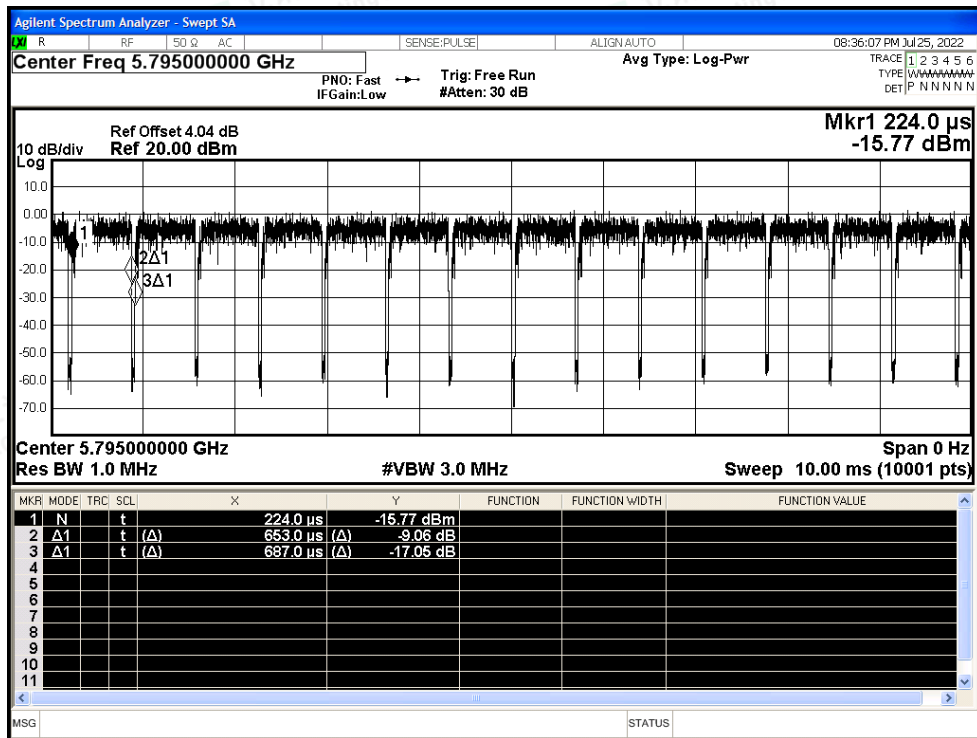 Agilent Spectrum Analyzer - Swept SA
LXI R RF 50 Ω AC SENSE:PULSE ALIGN AUTO 08:36:07 PM Jul 25, 2022
Center Freq 5.795000000 GHz Avg Type: Log-Pwr TRACE 1 2 3 4 5 6
PNO: Fast Trig: Free Run TYPE
IFGain:Low #Atten: 30 dB DET P N N N N N
Mkr1 224.0 µs
Ref Offset 4.04 dB
10 dB/div Ref 20.00 dBm -15.77 dBm
Log
10.0
0.00
1
-10.0
2Δ1
-20.0
3Δ1
-30.0
-40.0
-50.0
-60.0
-70.0
Center 5.795000000 GHz Span 0 Hz
Res BW 1.0 MHz #VBW 3.0 MHz Sweep 10.00 ms (10001 pts)
MKR MODE TRC SCL X Y FUNCTION FUNCTION WIDTH FUNCTION VALUE
1 N t 224.0 µs -15.77 dBm
2 Δ1 t (Δ) 653.0 µs (Δ) -9.06 dB
3 Δ1 t (Δ) 687.0 µs (Δ) -17.05 dB
4
5
6
7
8
9
10
11
MSG STATUS